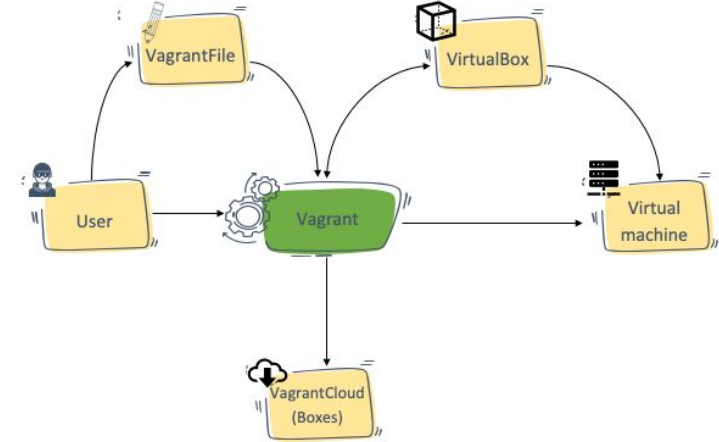 VagrantFile
VirtualBox
User
Vagrant
Virtual
machine
VagrantCloud
(Boxes)